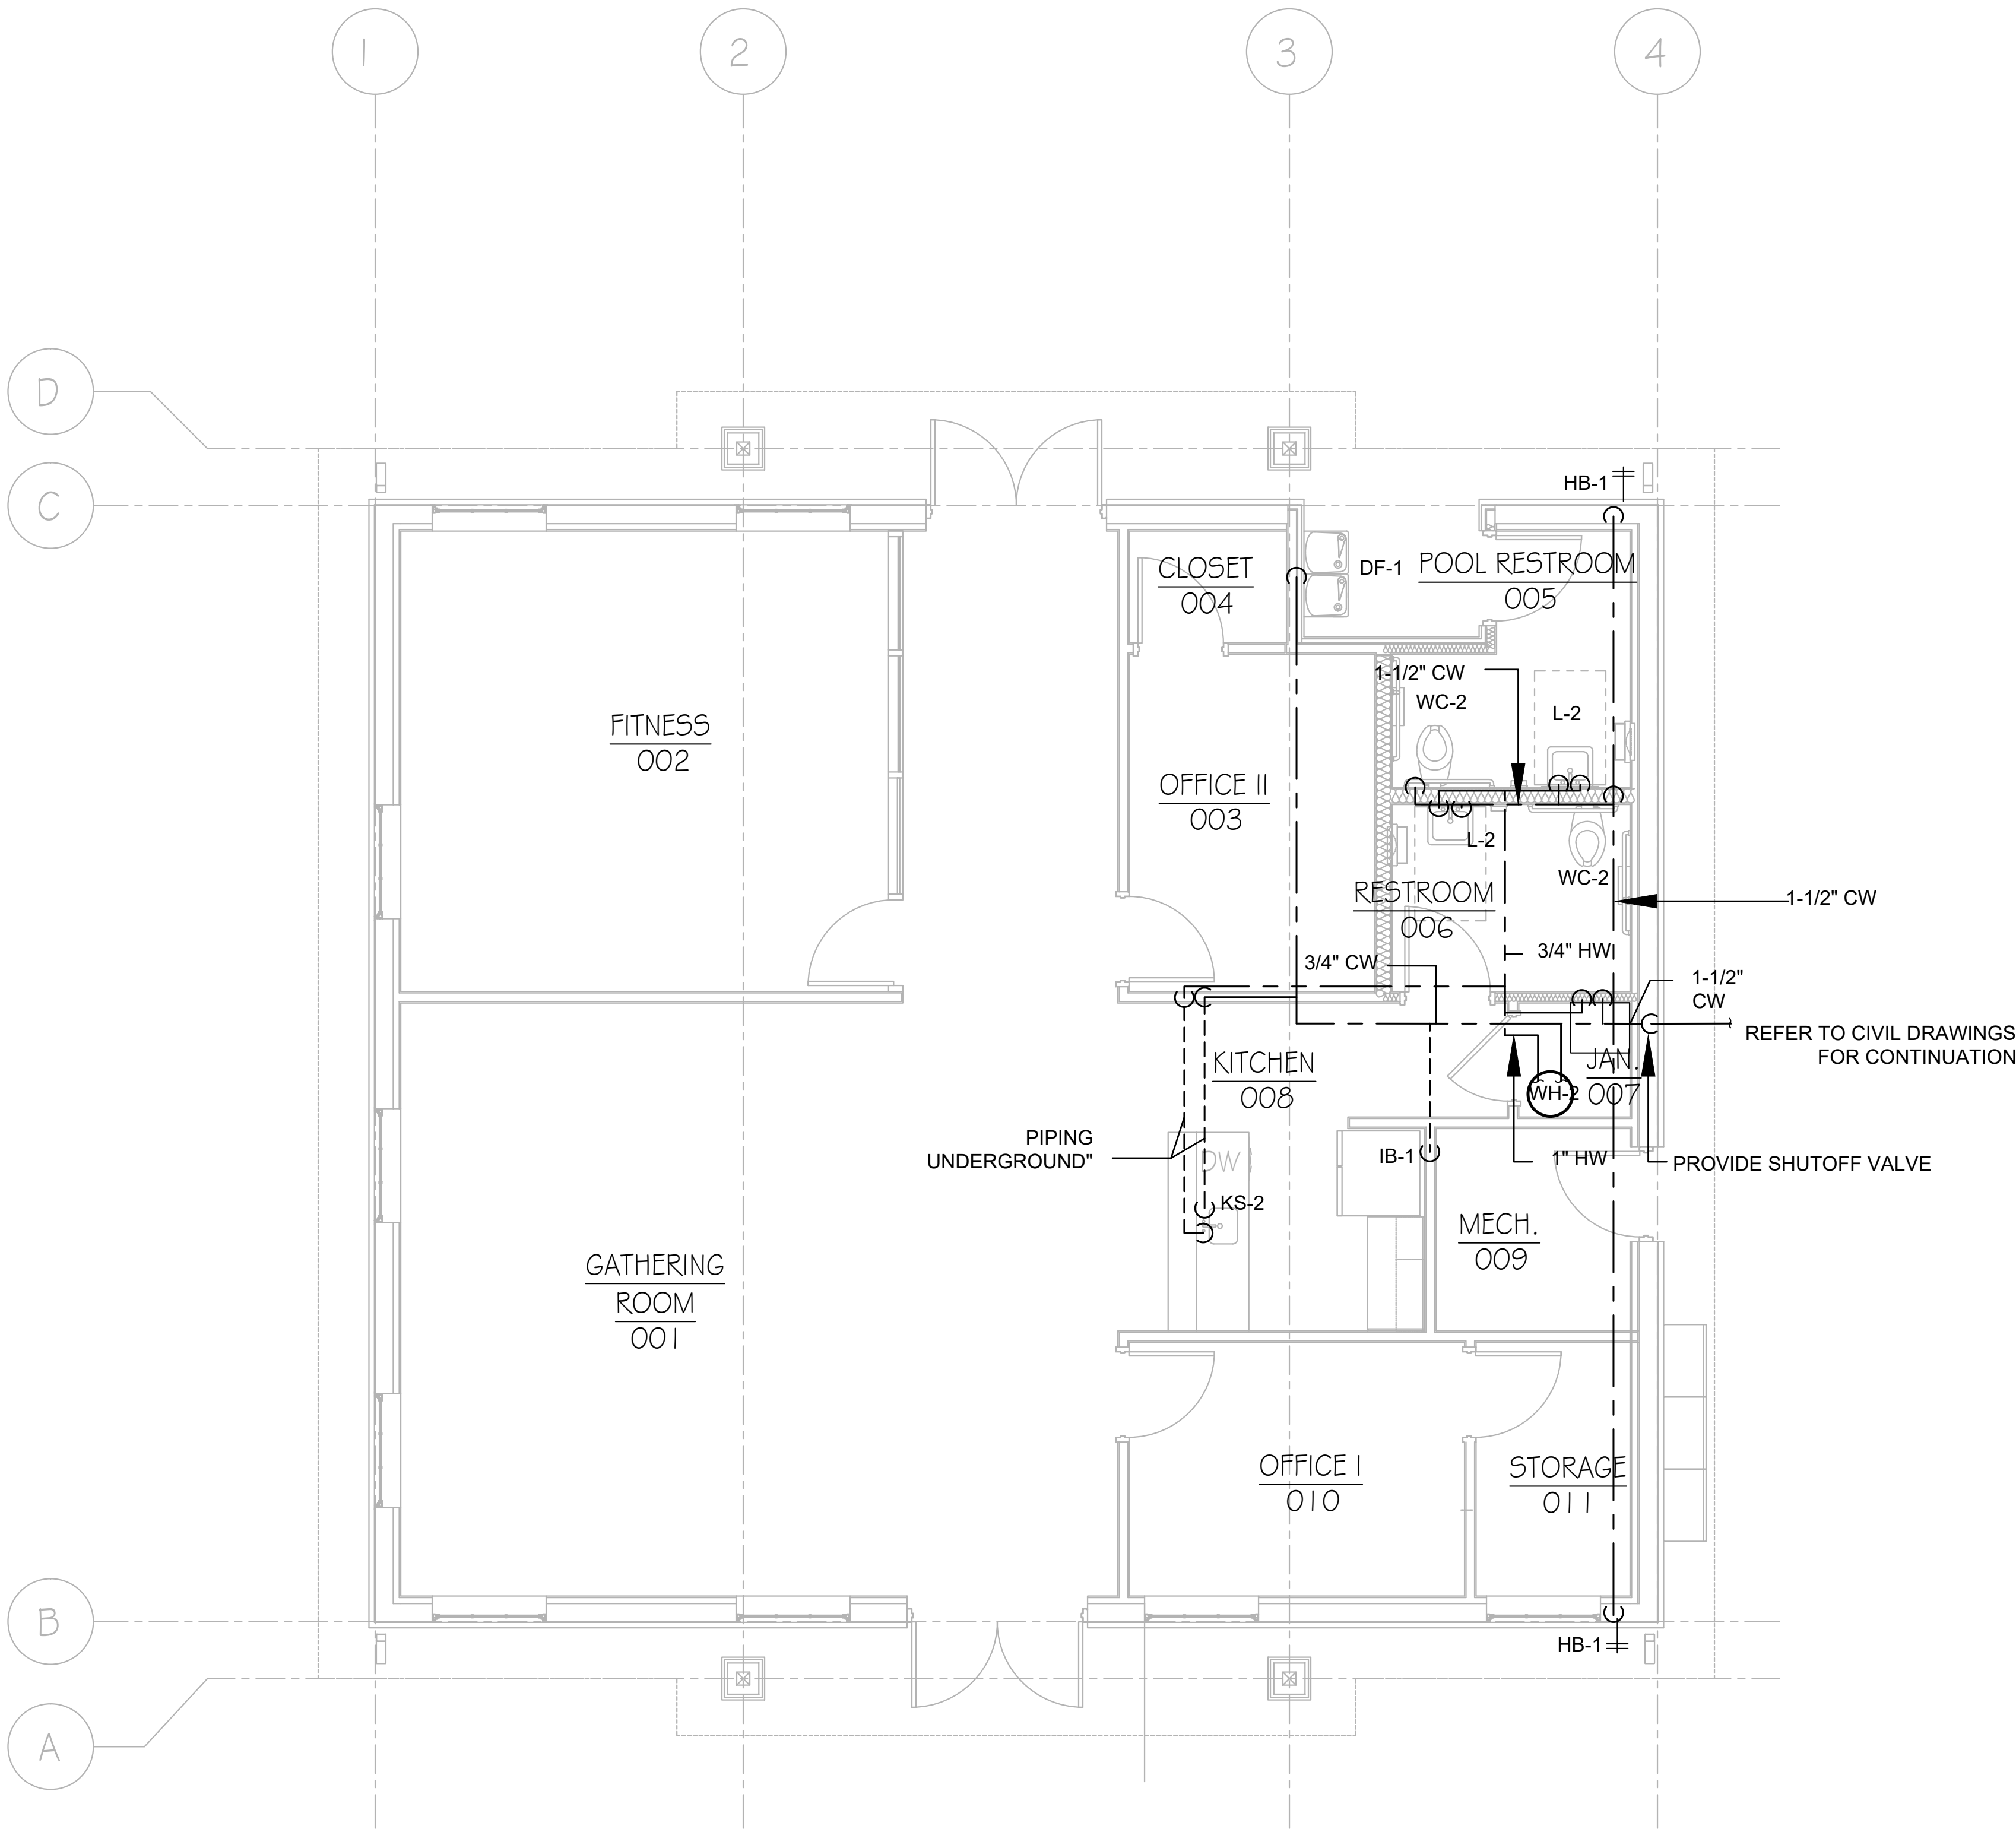 1
2
3
4
D
C
HB-1
CLOSET
004
DF-1
POOL RESTROOM
005
1-1/2" CW
WC-2
L-2
FITNESS
002
OFFICE II
003
L-2
WC-2
RESTROOM
006
1-1/2" CW
3/4" HW
3/4" CW
1-1/2"
CW
REFER TO CIVIL DRAWINGS
FOR CONTINUATION
KITCHEN
008
JAN.
007
WH-2
PIPING
UNDERGROUND"
DW
IB-1
1" HW
PROVIDE SHUTOFF VALVE
KS-2
MECH.
009
GATHERING
ROOM
001
OFFICE I
010
STORAGE
011
B
HB-1
A